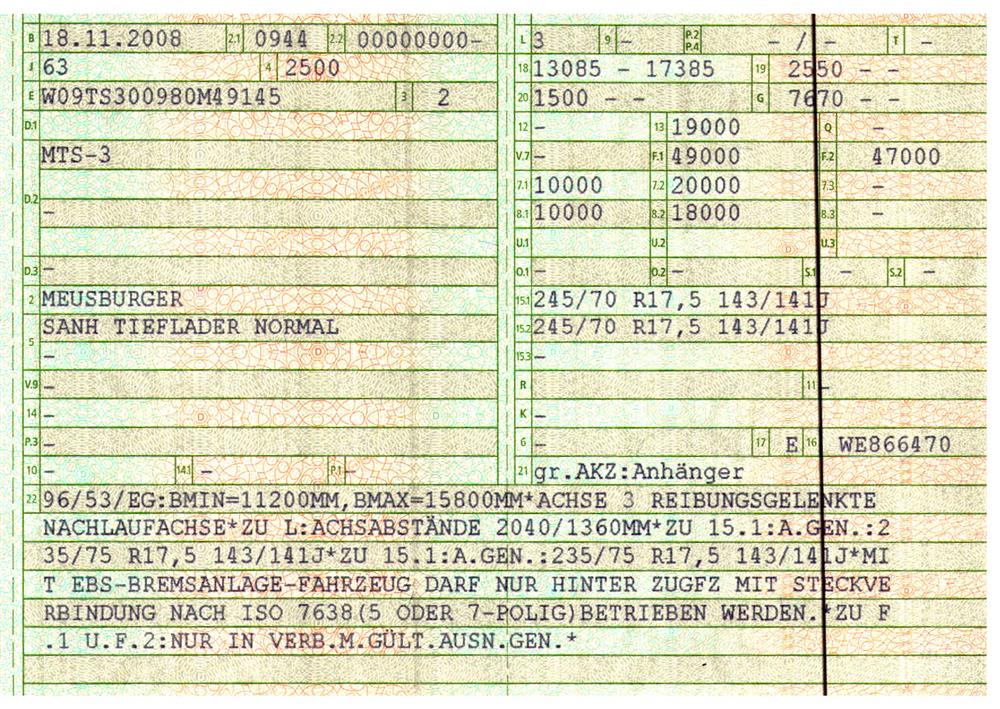 B 18.11.2008 2.1 0944 2.2 00000000-
J 63 4 2500
E W09TS300980M49145 3 2
D.1
MTS-3
D.2
-
D.3 -
2 MEUSBURGER
SANH TIEFLADER NORMAL
5
-
V.9 -
14 -
P.3 -
10 - 14.1 - P.1 -
L 3 9 - P.2 P.4 - / - T -
18 13085 - 17385 19 2550 - -
20 1500 - - G 7670 - -
12 - 13 19000 Q -
V.7 - F.1 49000 F.2 47000
7.1 10000 7.2 20000 7.3 -
8.1 10000 8.2 18000 8.3 -
U.1 U.2 U.3
O.1 - O.2 - S.1 - S.2 -
15.1 245/70 R17,5 143/141J
15.2 245/70 R17,5 143/141J
15.3 -
R 11 -
K -
6 - 17 E 16 WE866470
21 gr.AKZ:Anhänger
22 96/53/EG:BMIN=11200MM,BMAX=15800MM*ACHSE 3 REIBUNGSGELENKTE
NACHLAUFACHSE*ZU L:ACHSABSTÄNDE 2040/1360MM*ZU 15.1:A.GEN.:2
35/75 R17,5 143/141J*ZU 15.1:A.GEN.:235/75 R17,5 143/141J*MI
T EBS-BREMSANLAGE-FAHRZEUG DARF NUR HINTER ZUGFZ MIT STECKVE
RBINDUNG NACH ISO 7638(5 ODER 7-POLIG)BETRIEBEN WERDEN.*ZU F
.1 U.F.2:NUR IN VERB.M.GÜLT.AUSN.GEN.*